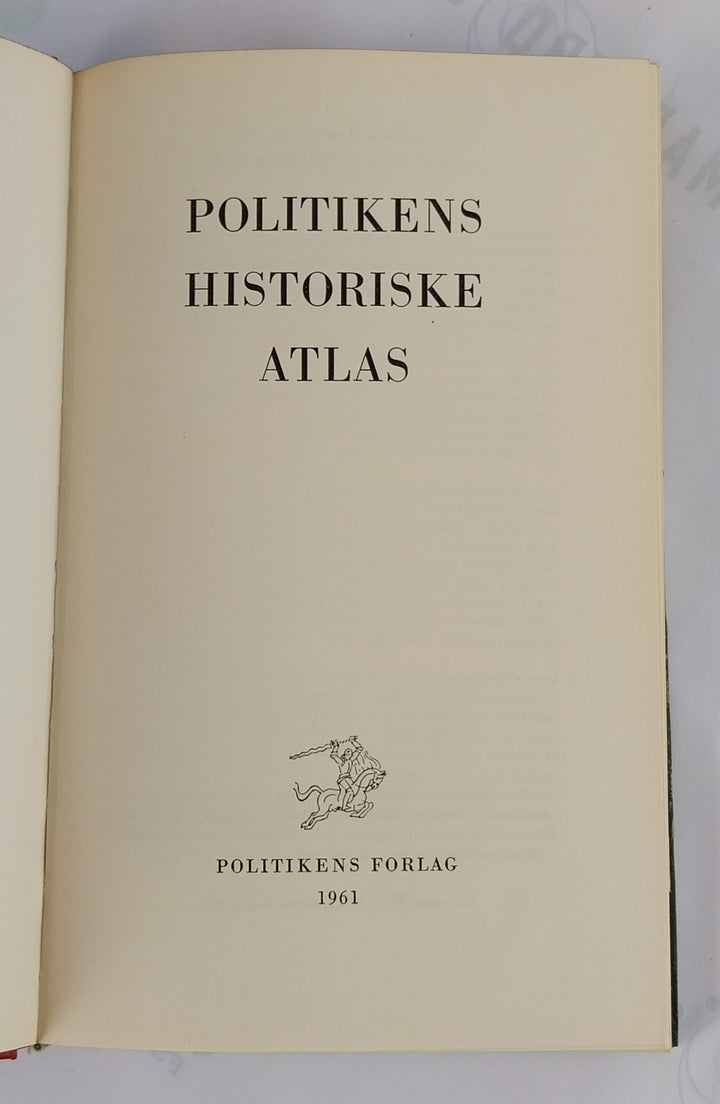 POLITIKENS
HISTORISKE
ATLAS
POLITIKENS FORLAG
1961